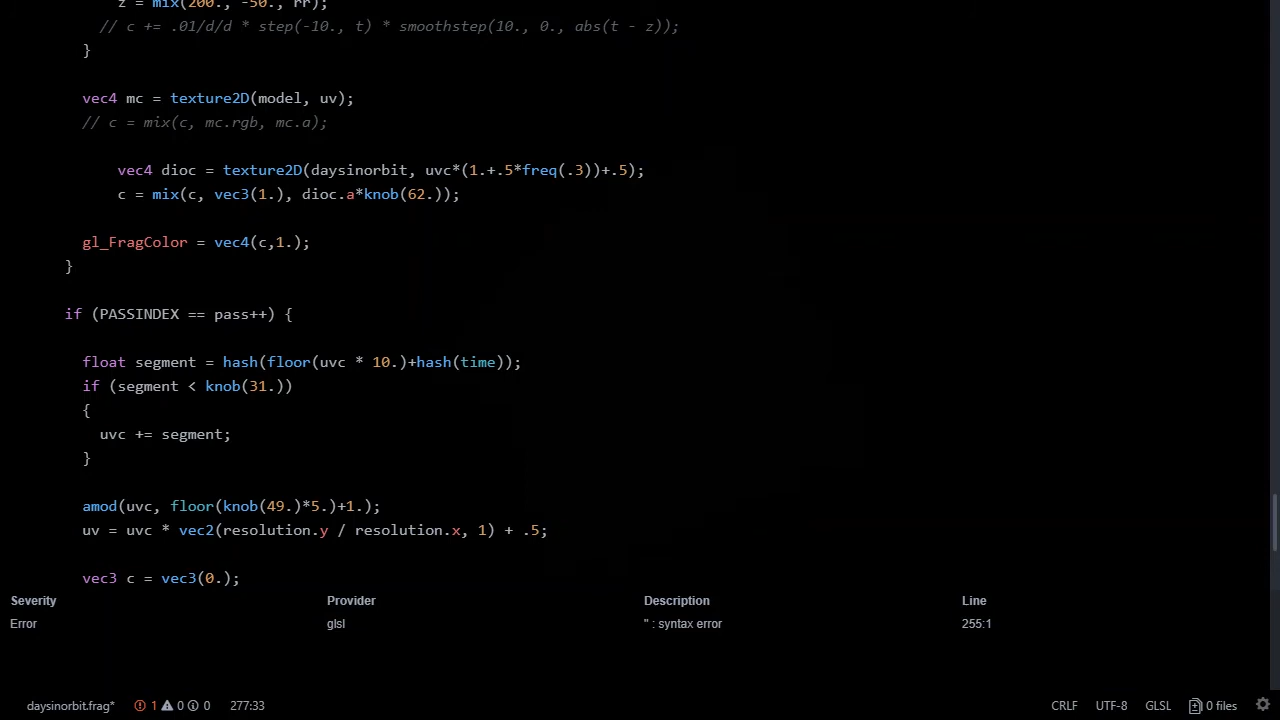 z = mix(200., -50., rr);
// c += .01/d/d * step(-10., t) * smoothstep(10., 0., abs(t - z));
}
vec4 mc = texture2D(model, uv);
// c = mix(c, mc.rgb, mc.a);
vec4 dioc = texture2D(daysinorbit, uvc*(1.+.5*freq(.3))+.5);
c = mix(c, vec3(1.), dioc.a*knob(62.));
gl_FragColor = vec4(c,1.);
}
if (PASSINDEX == pass++) {
float segment = hash(floor(uvc * 10.)+hash(time));
if (segment < knob(31.))
{
uvc += segment;
}
amod(uvc, floor(knob(49.)*5.)+1.);
uv = uvc * vec2(resolution.y / resolution.x, 1) + .5;
vec3 c = vec3(0.);
Severity Provider Description Line
Error glsl '' : syntax error 255:1
daysinorbit.frag* 1 0 0 277:33 CRLF UTF-8 GLSL 0 files